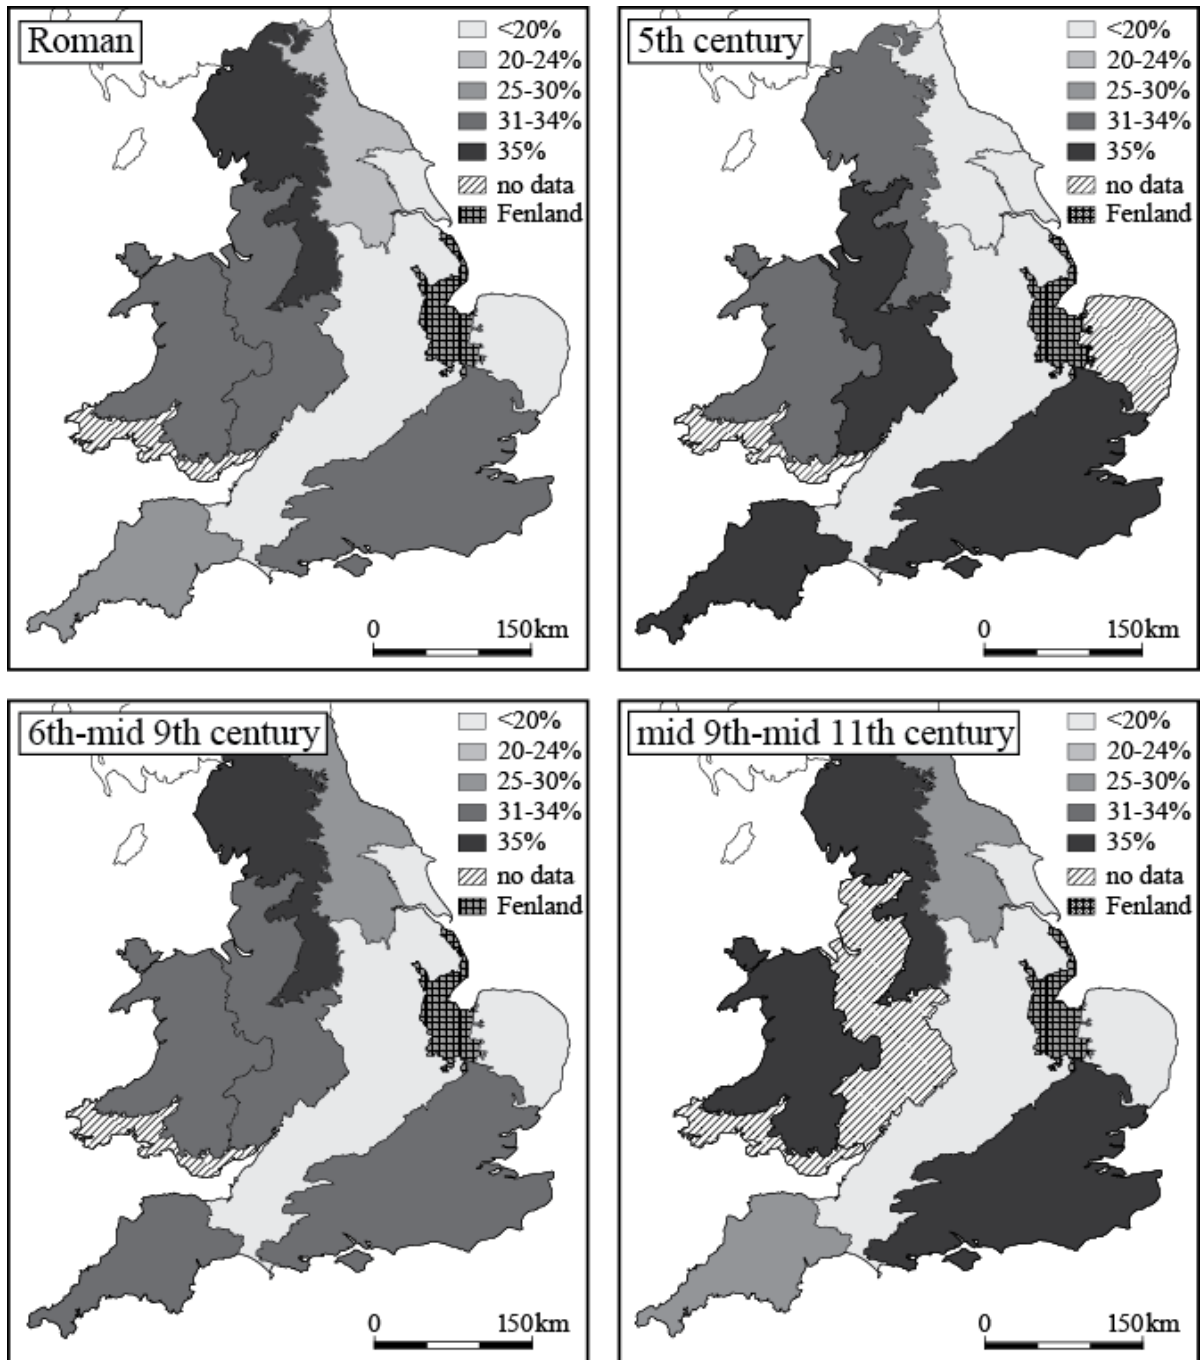 Roman
<20%
20-24%
25-30%
31-34%
35%
no data
Fenland
0 150km
5th century
<20%
20-24%
25-30%
31-34%
35%
no data
Fenland
0 150km
6th-mid 9th century
<20%
20-24%
25-30%
31-34%
35%
no data
Fenland
0 150km
mid 9th-mid 11th century
<20%
20-24%
25-30%
31-34%
35%
no data
Fenland
0 150km